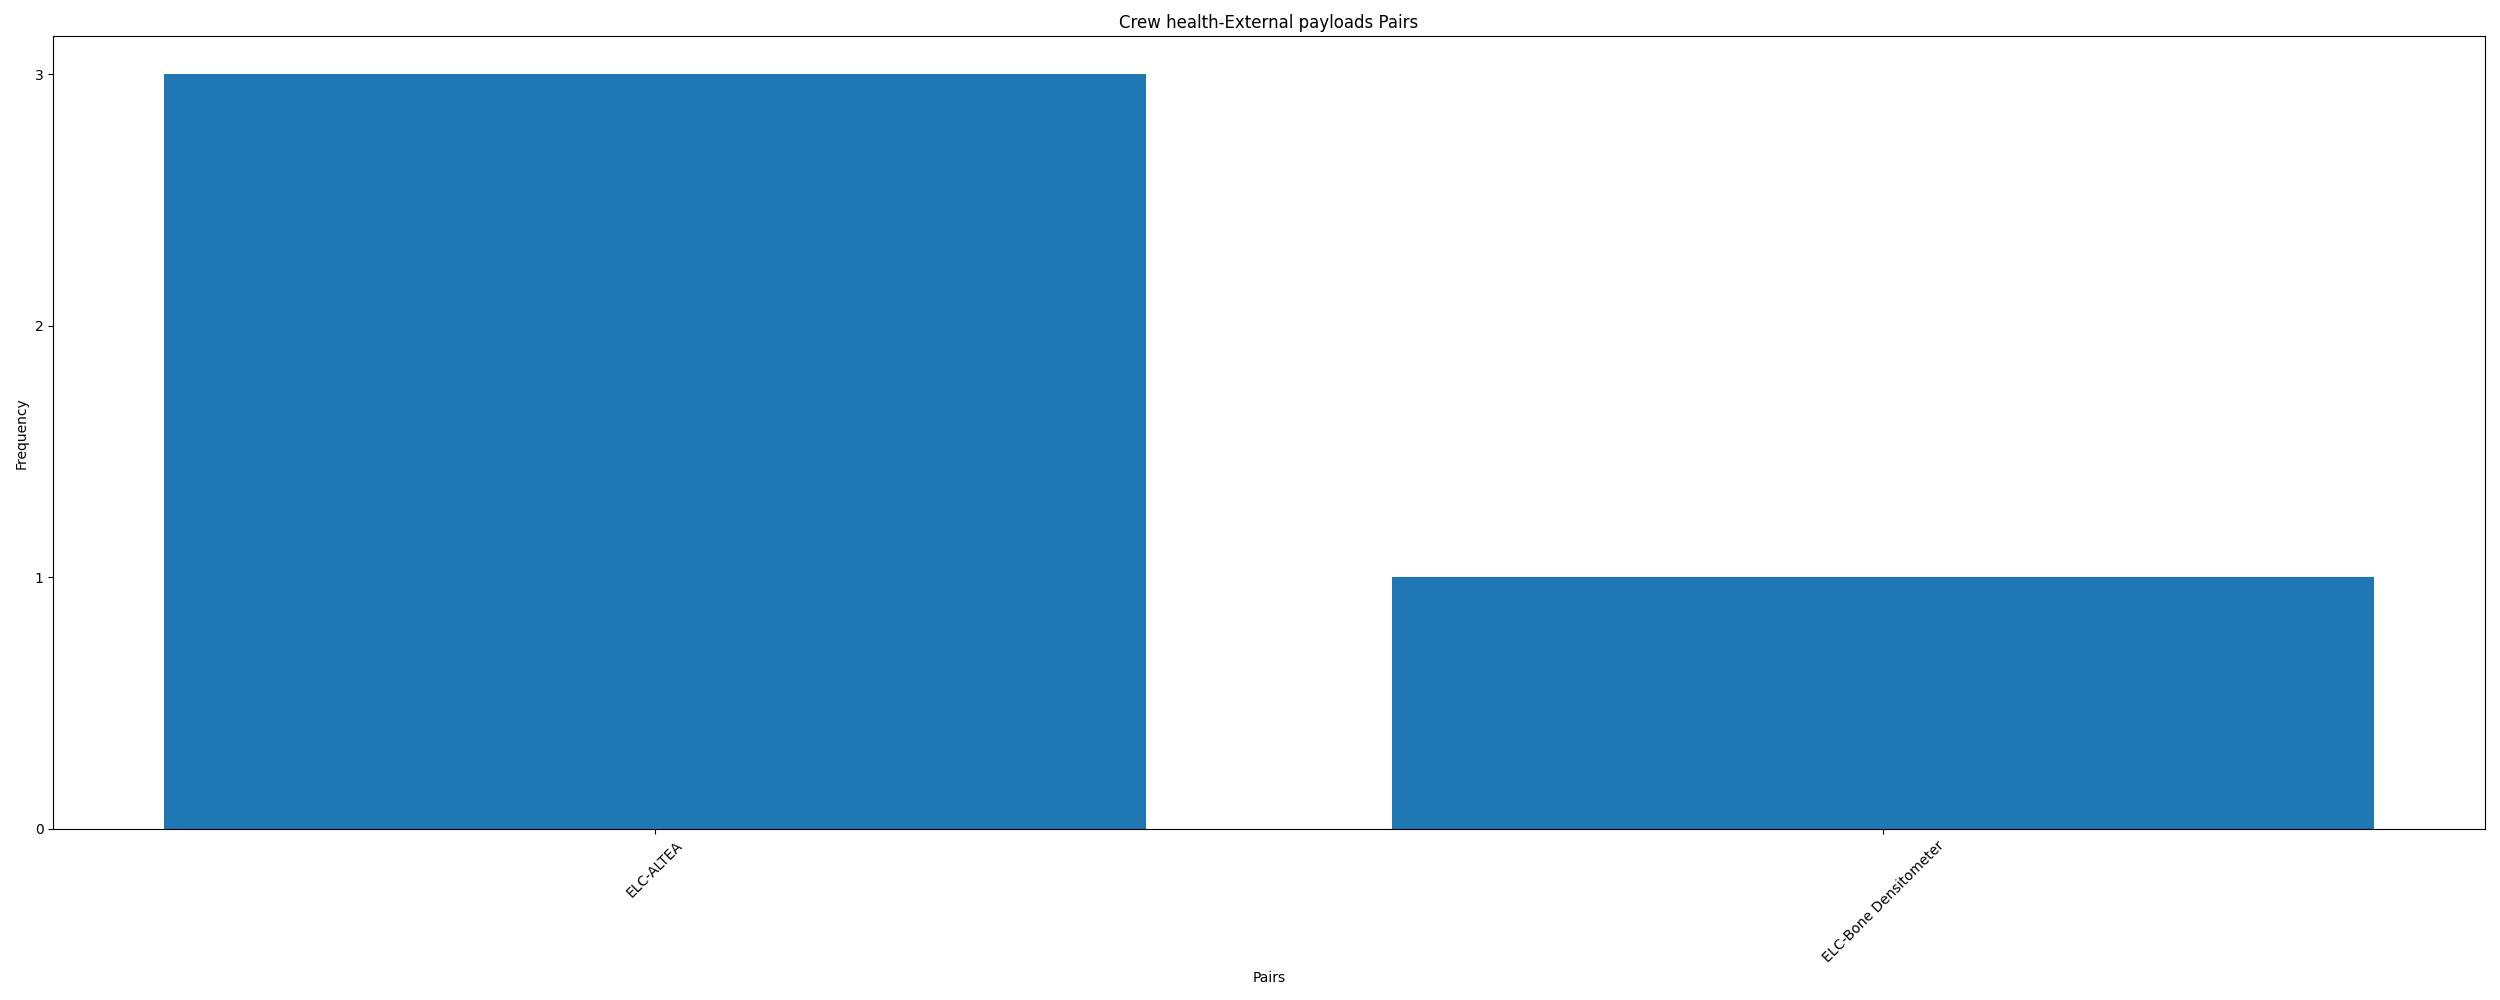 Crew health-External payloads Pairs
Frequency
3
2
1
0
ELC-ALTEA
ELC-Bone Densitometer
Pairs